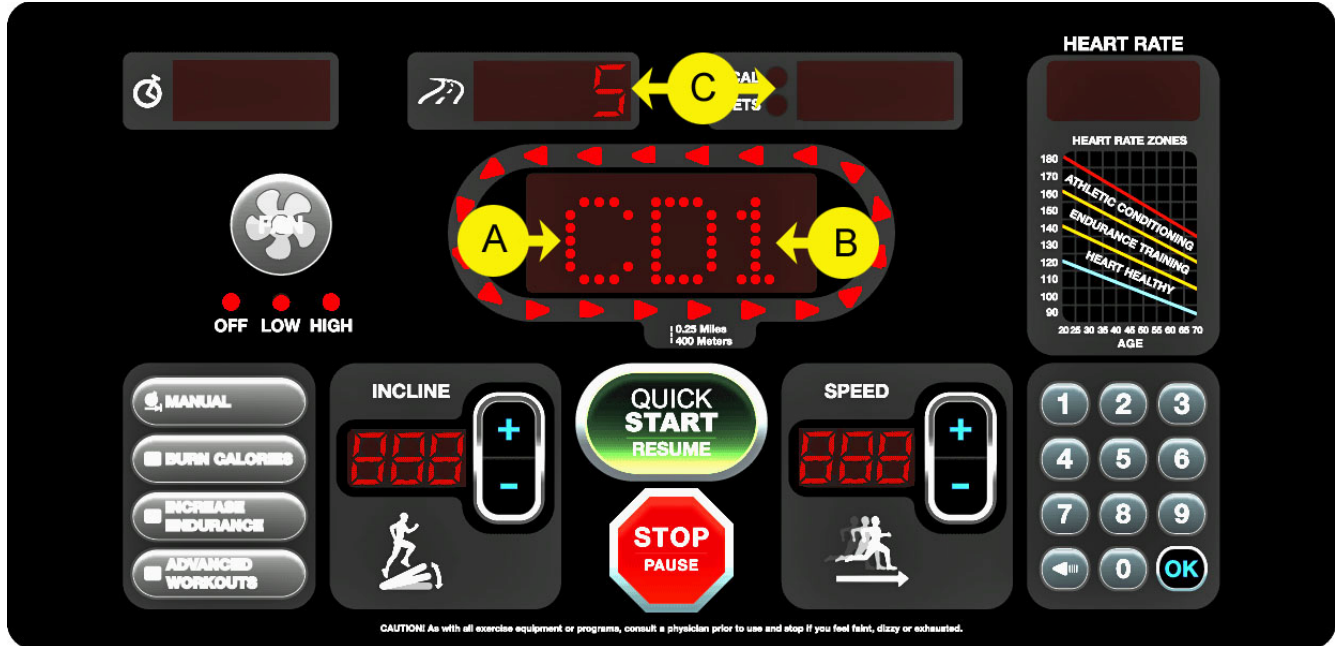 HEART RATE
5
C
CAL
ETS
HEART RATE ZONES
180
170
160
150
140
130
120
110
100
90
ATHLETIC CONDITIONING
ENDURANCE TRAINING
HEART HEALTHY
20 25 30 35 40 45 50 55 60 65 70
AGE
A
CD1
B
FAN
OFF LOW HIGH
0.25 Miles
400 Meters
MANUAL
BURN CALORIES
INCREASE
ENDURANCE
ADVANCED
WORKOUTS
INCLINE
+
-
QUICK
START
RESUME
STOP
PAUSE
SPEED
+
-
1 2 3
4 5 6
7 8 9
0 OK
CAUTION! As with all exercise equipment or programs, consult a physician prior to use and stop if you feel faint, dizzy or exhausted.